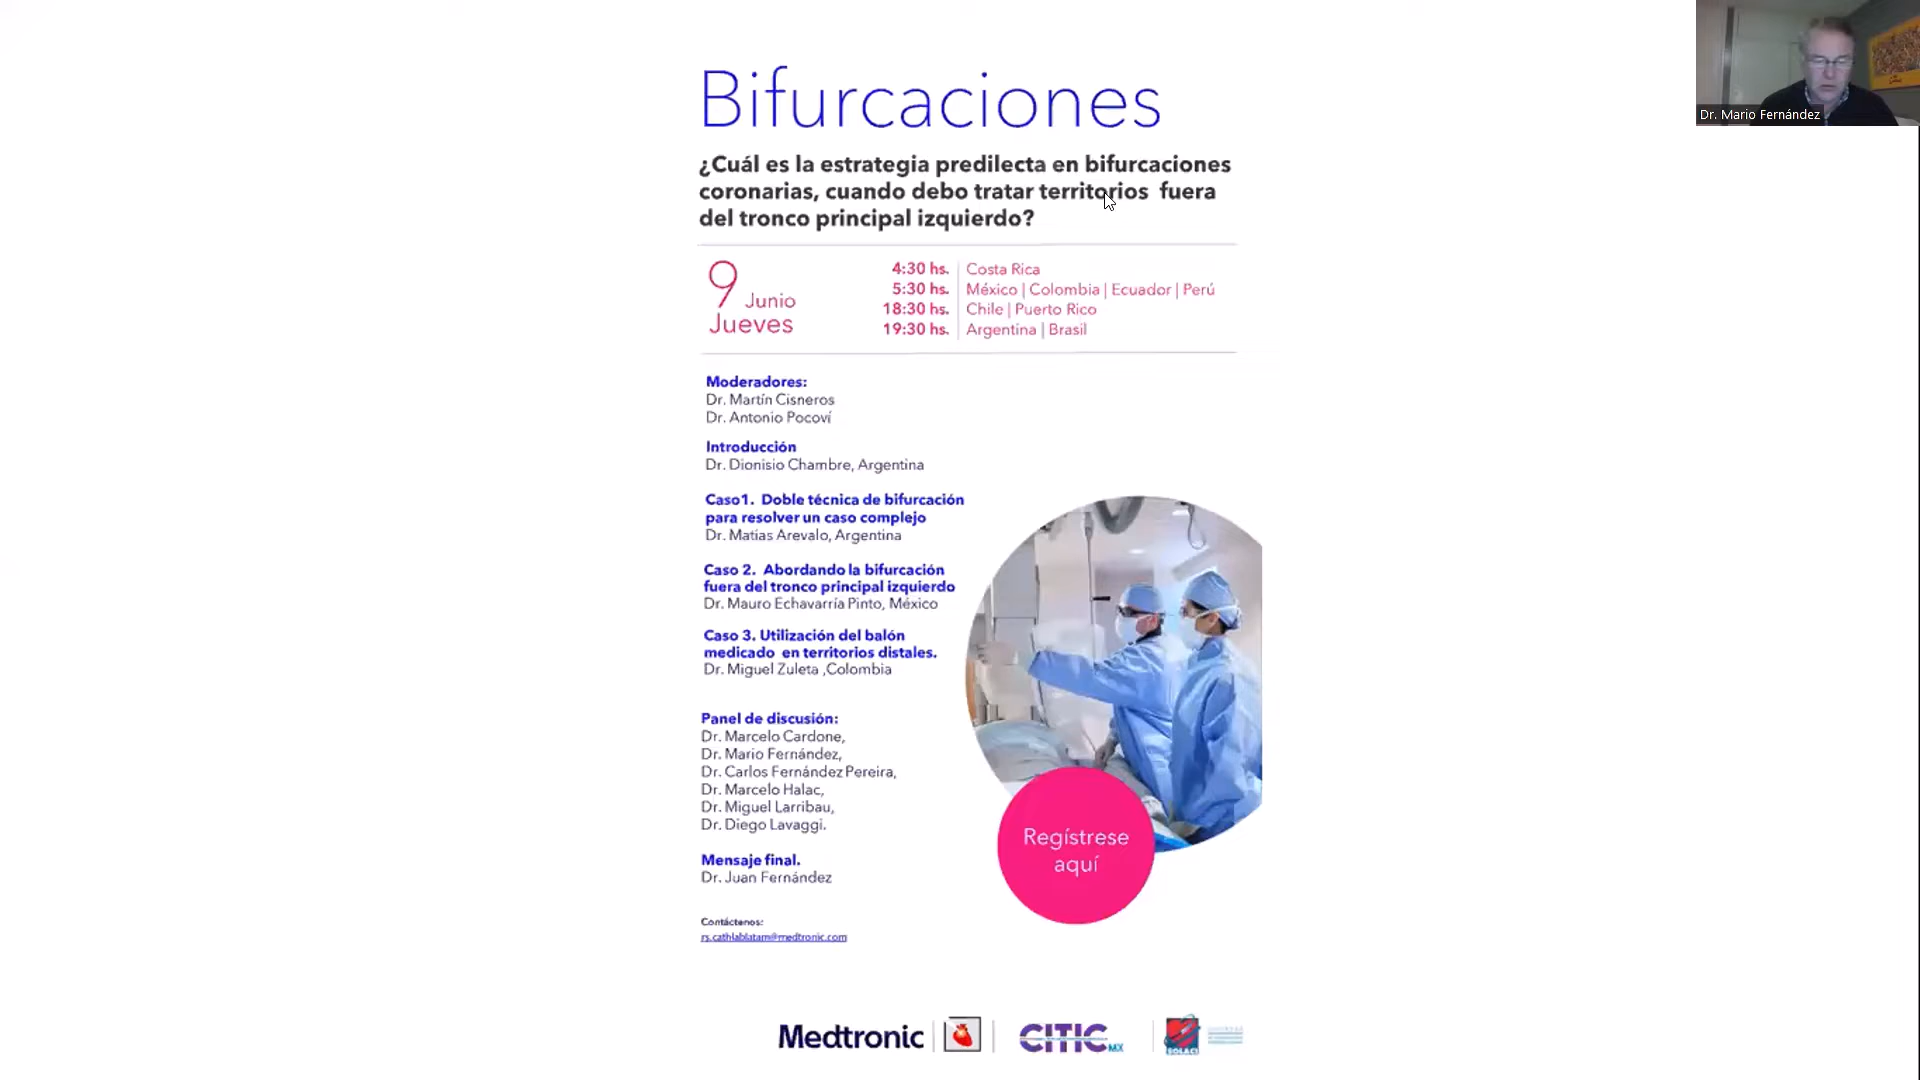 Bifurcaciones
¿Cuál es la estrategia predilecta en bifurcaciones
coronarias, cuando debo tratar territorios fuera
del tronco principal izquierdo?
9 Junio
Jueves
4:30 hs. | Costa Rica
5:30 hs. | México | Colombia | Ecuador | Perú
18:30 hs. | Chile | Puerto Rico
19:30 hs. | Argentina | Brasil
Moderadores:
Dr. Martín Cisneros
Dr. Antonio Pocoví
Introducción
Dr. Dionisio Chambre, Argentina
Caso1. Doble técnica de bifurcación
para resolver un caso complejo
Dr. Matías Arevalo, Argentina
Caso 2. Abordando la bifurcación
fuera del tronco principal izquierdo
Dr. Mauro Echavarría Pinto, México
Caso 3. Utilización del balón
medicado en territorios distales.
Dr. Miguel Zuleta ,Colombia
Panel de discusión:
Dr. Marcelo Cardone,
Dr. Mario Fernández,
Dr. Carlos Fernández Pereira,
Dr. Marcelo Halac,
Dr. Miguel Larribau,
Dr. Diego Lavaggi.
Mensaje final.
Dr. Juan Fernández
Contáctenos:
rs.cathlablatam@medtronic.com
Regístrese
aquí
Medtronic
CITIC MX
SOLACI
Dr. Mario Fernández